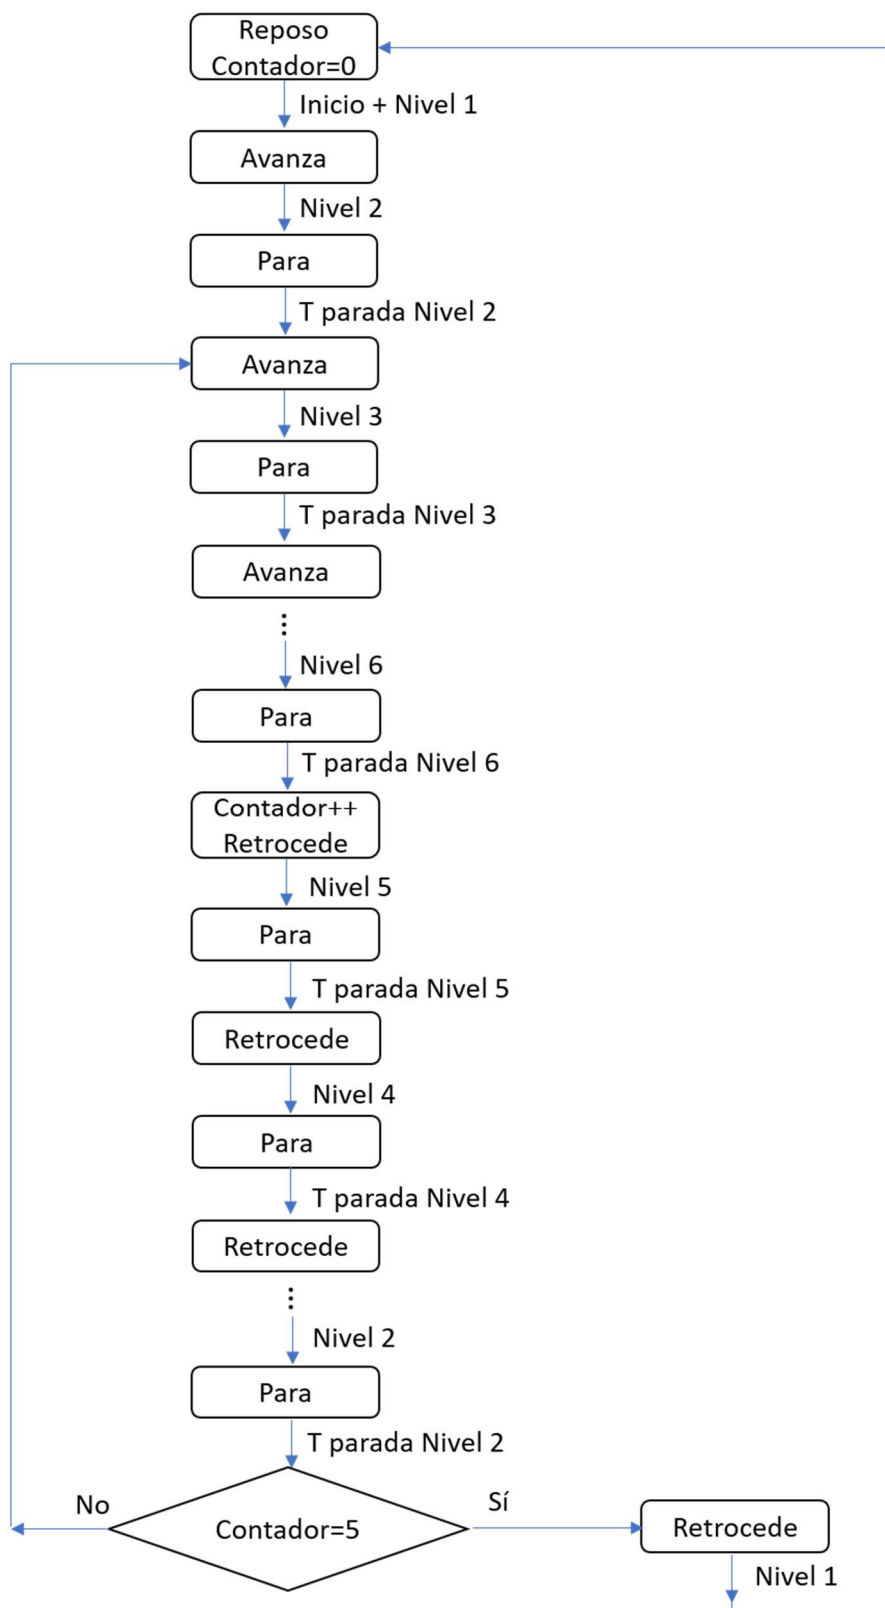 Reposo
Contador=0
Inicio + Nivel 1
Avanza
Nivel 2
Para
T parada Nivel 2
Avanza
Nivel 3
Para
T parada Nivel 3
Avanza
...
Nivel 6
Para
T parada Nivel 6
Contador++
Retrocede
Nivel 5
Para
T parada Nivel 5
Retrocede
Nivel 4
Para
T parada Nivel 4
Retrocede
...
Nivel 2
Para
T parada Nivel 2
No
Contador=5
Sí
Retrocede
Nivel 1